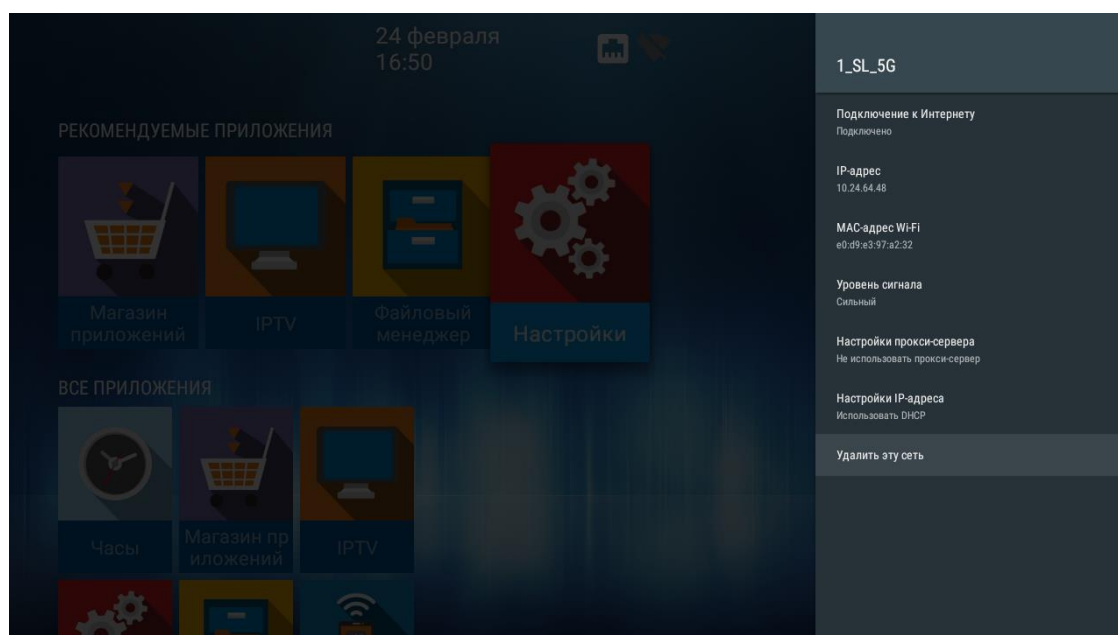 24 февраля
16:50
РЕКОМЕНДУЕМЫЕ ПРИЛОЖЕНИЯ
Магазин
приложений
IPTV
Файловый
менеджер
Настройки
ВСЕ ПРИЛОЖЕНИЯ
Часы
Магазин пр
иложений
IPTV
1_SL_5G
Подключение к Интернету
Подключено
IP-адрес
10.24.64.48
MAC-адрес Wi-Fi
e0:d9:e3:97:a2:32
Уровень сигнала
Сильный
Настройки прокси-сервера
Не использовать прокси-сервер
Настройки IP-адреса
Использовать DHCP
Удалить эту сеть